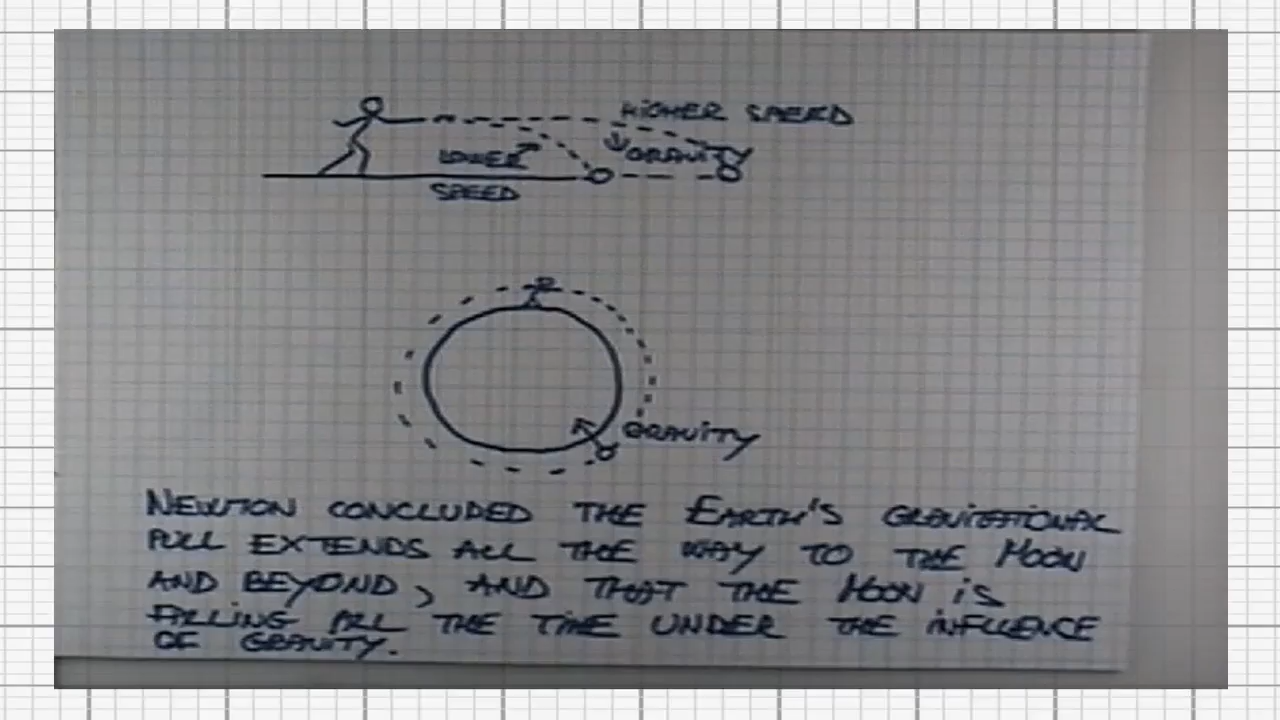 HIGHER SPEED
LOWER
GRAVITY
SPEED
GRAVITY
NEWTON CONCLUDED THE EARTH'S GRAVITATIONAL
PULL EXTENDS ALL THE WAY TO THE MOON
AND BEYOND, AND THAT THE MOON is
FALLING ALL THE TIME UNDER THE iNFLUENCE
OF GRAVITY.